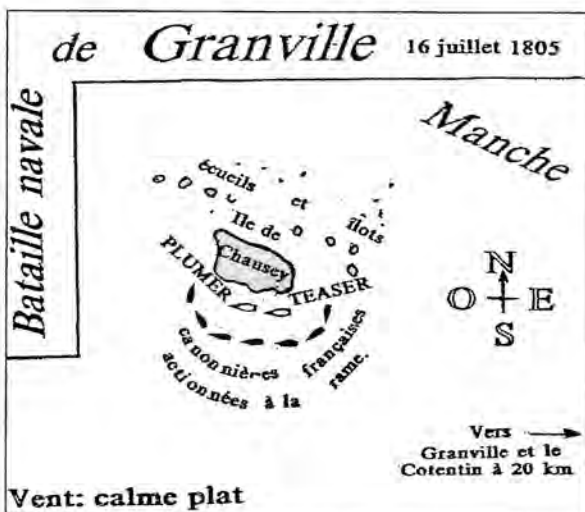 Bataille navale
de Granville 16 juillet 1805
Manche
écueils et îlots
Ile de
Chausey
PLUMER
TEASER
canonnières françaises
actionnées à la rame.
N
O E
S
Vers
Granville et le
Cotentin à 20 km
Vent: calme plat